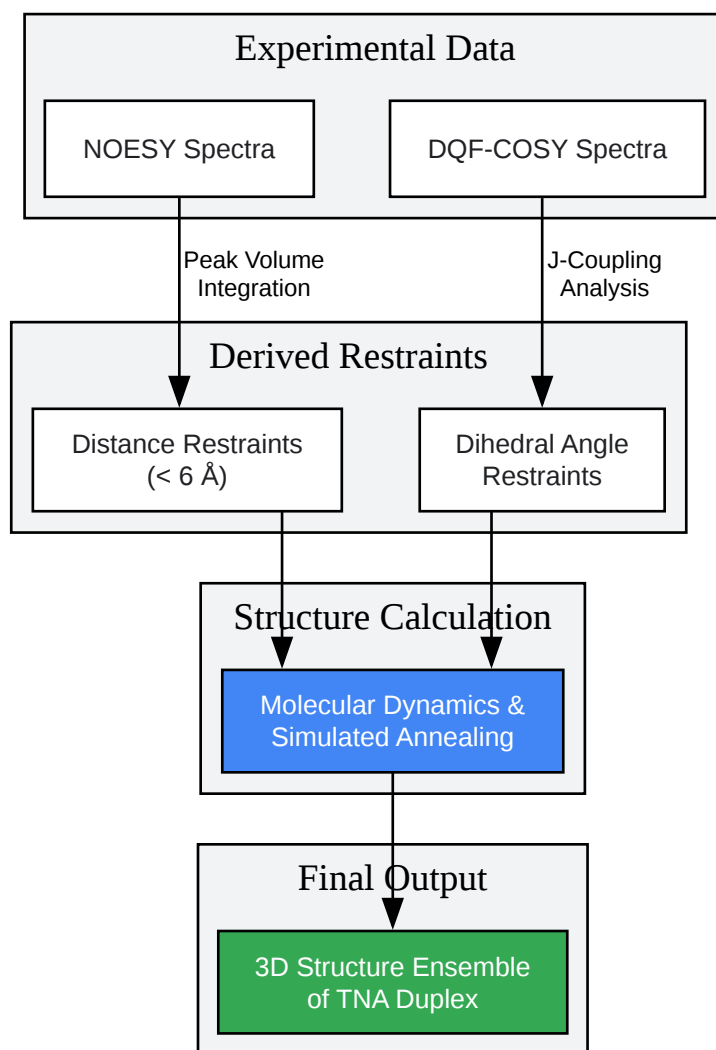 Experimental Data
NOESY Spectra
DQF-COSY Spectra
Peak Volume
Integration
J-Coupling
Analysis
Derived Restraints
Distance Restraints
(< 6 Å)
Dihedral Angle
Restraints
Structure Calculation
Molecular Dynamics &
Simulated Annealing
Final Output
3D Structure Ensemble
of TNA Duplex